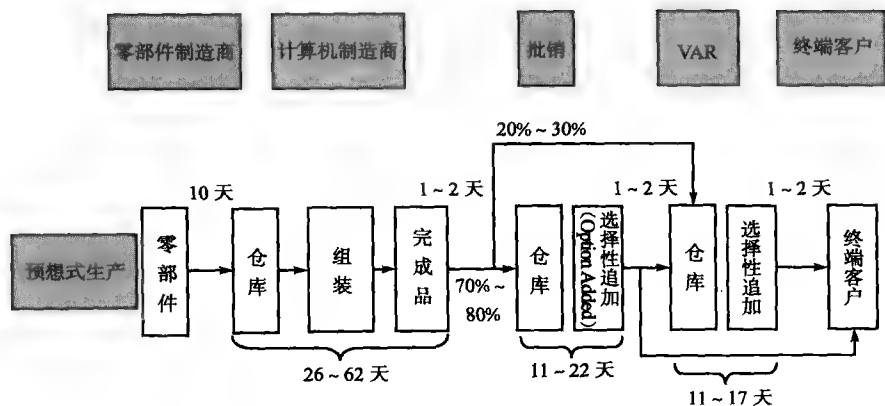 零部件制造商
计算机制造商
批销
VAR
终端客户
20%~30%
10 天
1~2 天
1~2 天
1~2 天
预想式生产
零部件
仓库
组装
完成品
70%~
80%
仓库
选择性追加
(Option Added)
仓库
选择性追加
终端客户
26~62 天
11~22 天
11~17 天